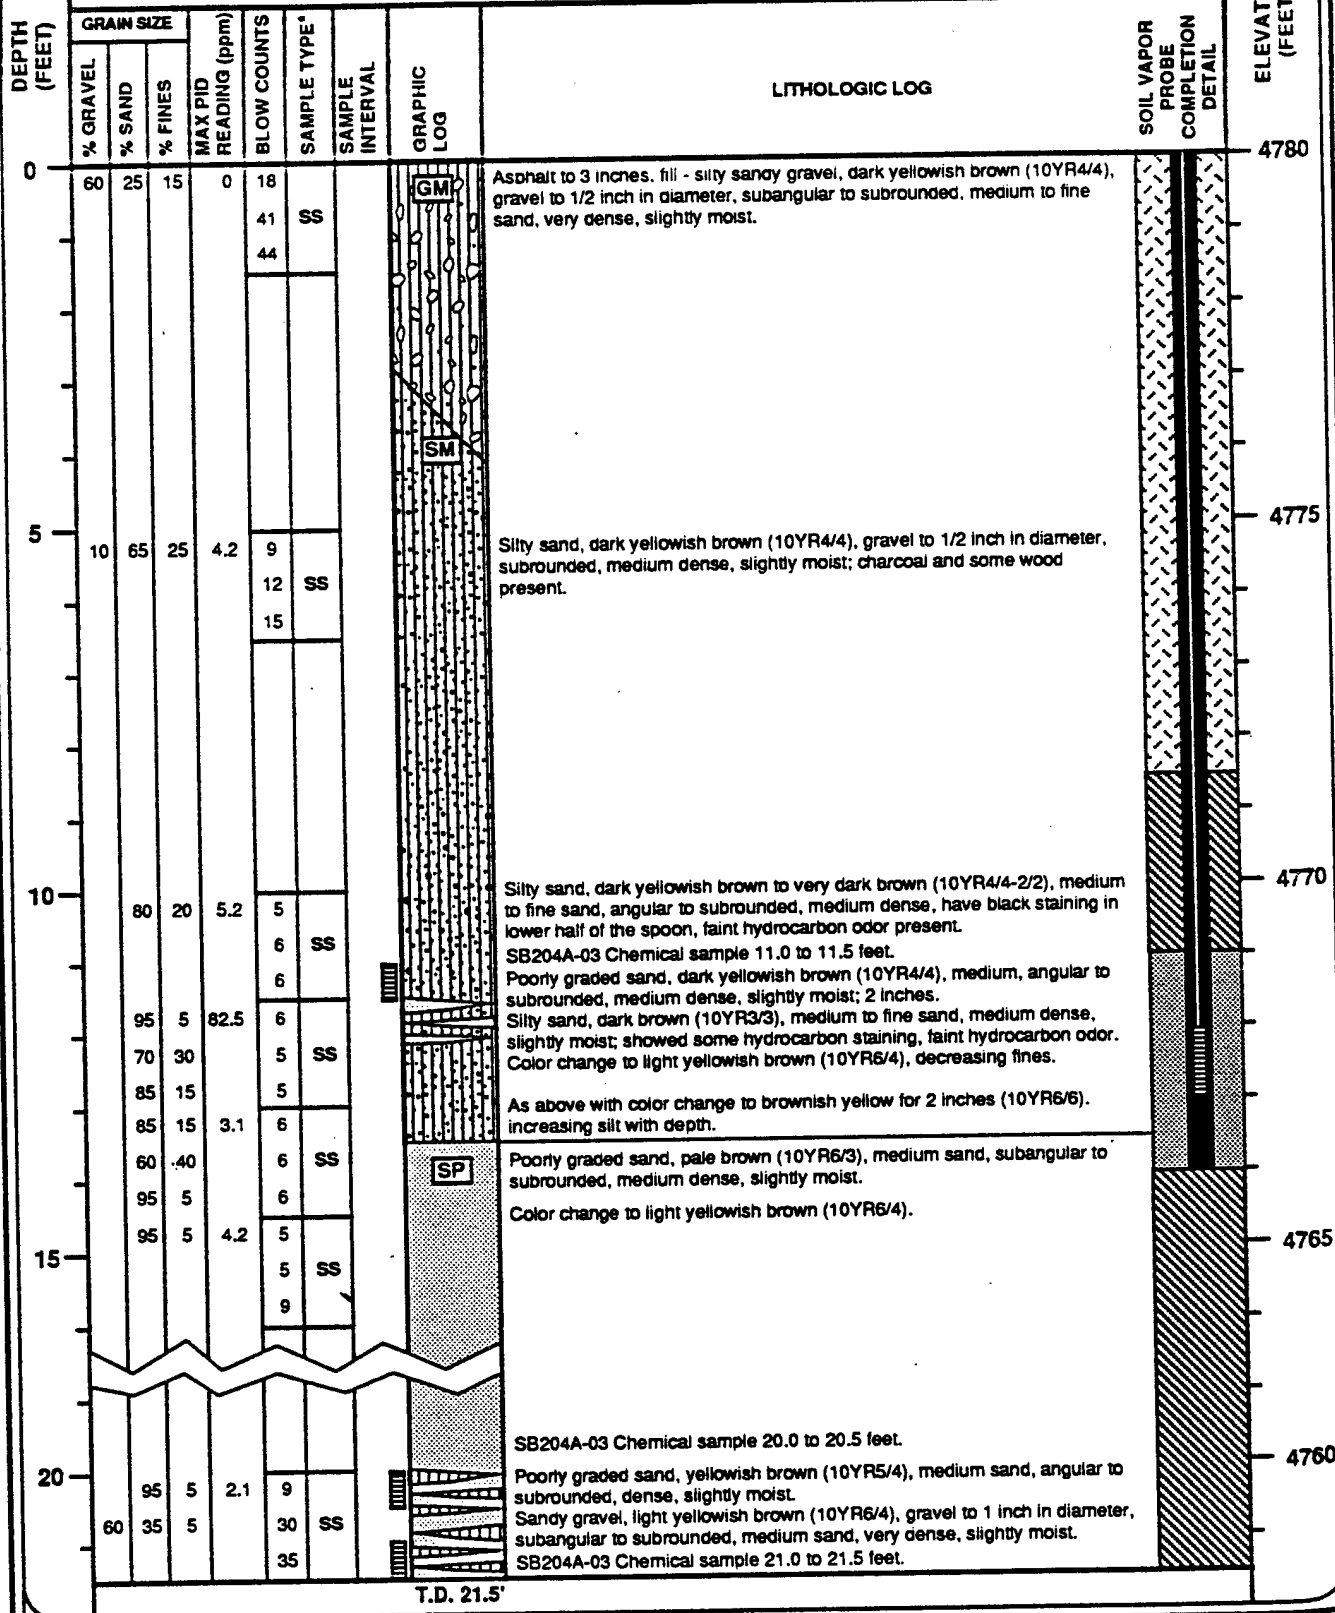 DEPTH (FEET)
GRAIN SIZE
% GRAVEL
% SAND
% FINES
MAX PID READING (ppm)
BLOW COUNTS
SAMPLE TYPE*
SAMPLE INTERVAL
GRAPHIC LOG
LITHOLOGIC LOG
SOIL VAPOR PROBE COMPLETION DETAIL
ELEVAT (FEET
0 4780
60 25 15 0 18
41 SS
44
GM
Asphalt to 3 inches. fill - silty sandy gravel, dark yellowish brown (10YR4/4),
gravel to 1/2 inch in diameter, subangular to subrounded, medium to fine
sand, very dense, slightly moist.
SM
5 4775
10 65 25 4.2 9
12 SS
15
Silty sand, dark yellowish brown (10YR4/4), gravel to 1/2 inch in diameter,
subrounded, medium dense, slightly moist; charcoal and some wood
present.
10 4770
80 20 5.2 5
6 SS
6
Silty sand, dark yellowish brown to very dark brown (10YR4/4-2/2), medium
to fine sand, angular to subrounded, medium dense, have black staining in
lower half of the spoon, faint hydrocarbon odor present.
SB204A-03 Chemical sample 11.0 to 11.5 feet.
Poorly graded sand, dark yellowish brown (10YR4/4), medium, angular to
subrounded, medium dense, slightly moist; 2 inches.
95 5 82.5 6
70 30 5 SS
85 15 5
Silty sand, dark brown (10YR3/3), medium to fine sand, medium dense,
slightly moist; showed some hydrocarbon staining, faint hydrocarbon odor.
Color change to light yellowish brown (10YR6/4), decreasing fines.
85 15 3.1 6
60 40 6 SS
95 5 6
As above with color change to brownish yellow for 2 inches (10YR6/6).
increasing silt with depth.
SP
Poorly graded sand, pale brown (10YR6/3), medium sand, subangular to
subrounded, medium dense, slightly moist.
Color change to light yellowish brown (10YR6/4).
95 5 4.2 5
15 4765
5 SS
9
SB204A-03 Chemical sample 20.0 to 20.5 feet.
20 4760
95 5 2.1 9
60 35 5 30 SS
35
Poorly graded sand, yellowish brown (10YR5/4), medium sand, angular to
subrounded, dense, slightly moist.
Sandy gravel, light yellowish brown (10YR6/4), gravel to 1 inch in diameter,
subangular to subrounded, medium sand, very dense, slightly moist.
SB204A-03 Chemical sample 21.0 to 21.5 feet.
T.D. 21.5'